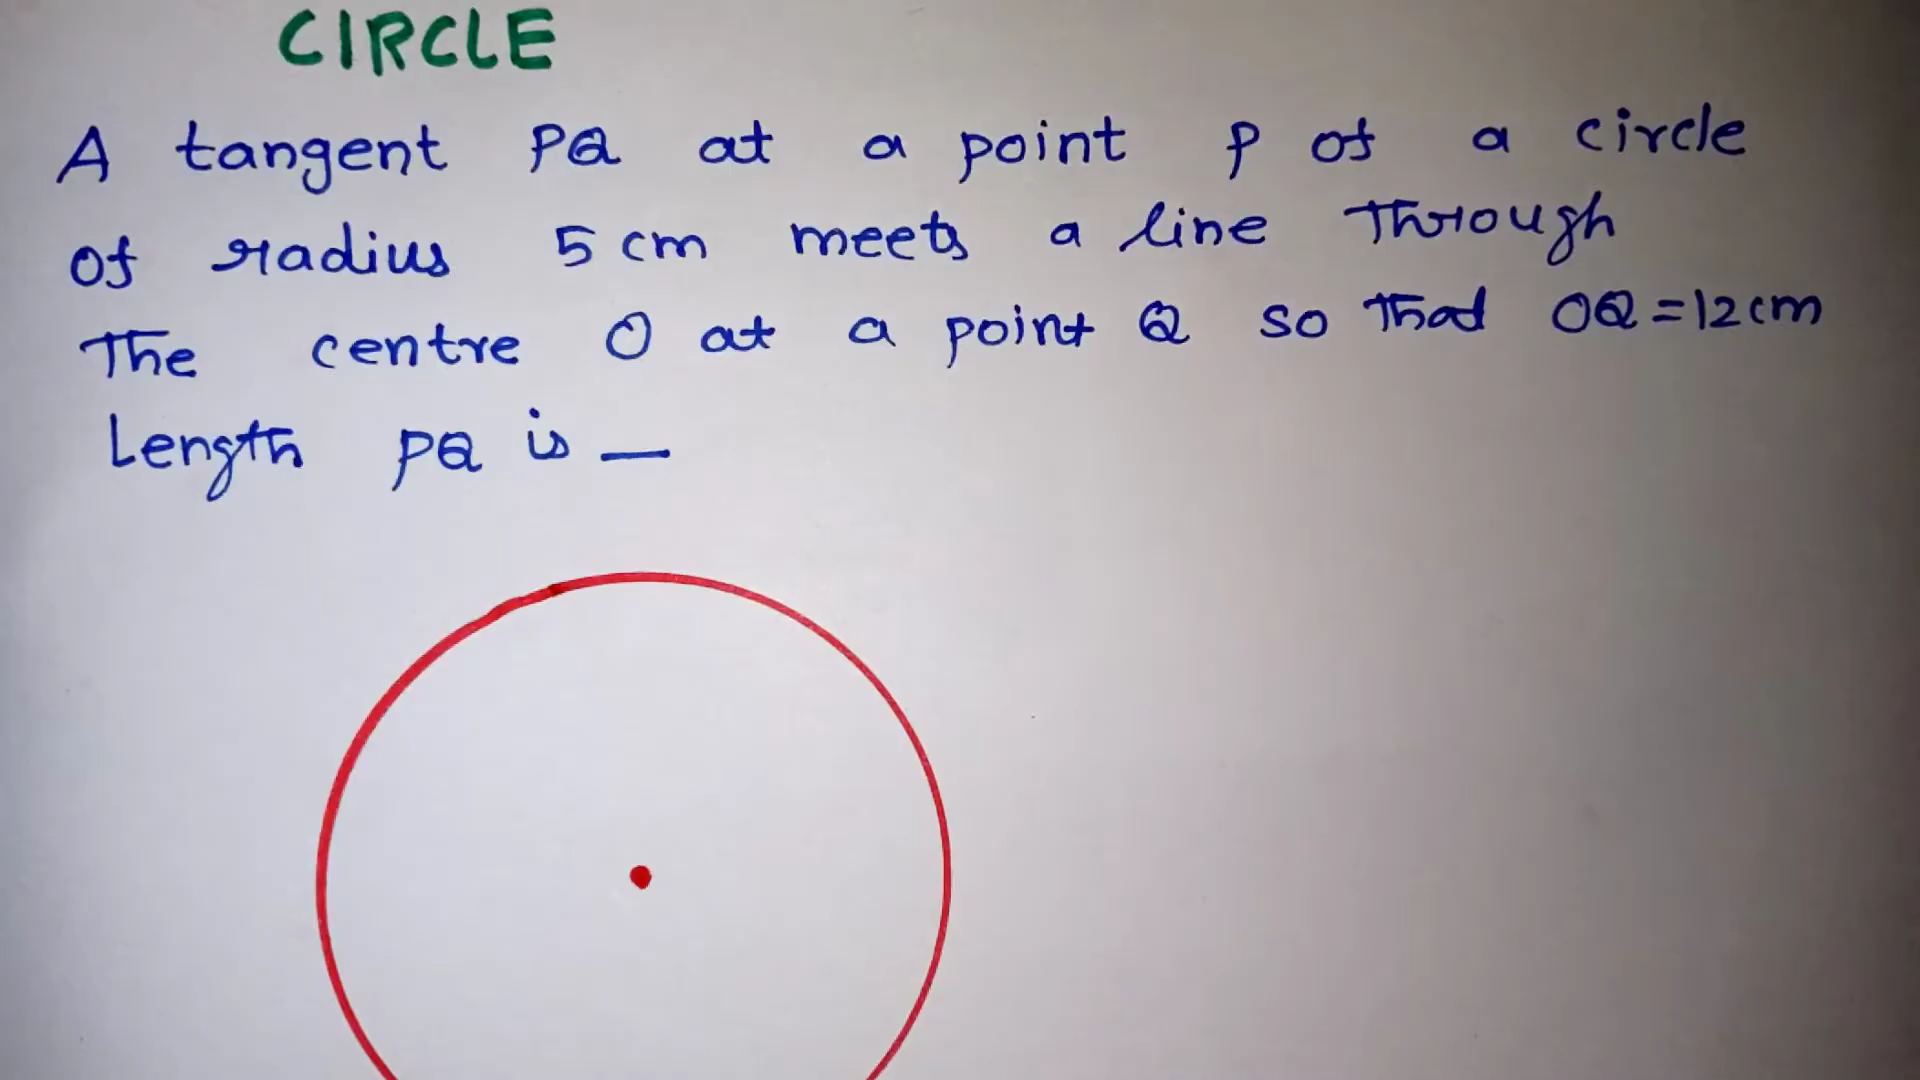 CIRCLE
A tangent PQ at a point P of a circle
of radius 5 cm meets a line Through
The centre O at a point Q so That OQ = 12 cm
Length PQ is —